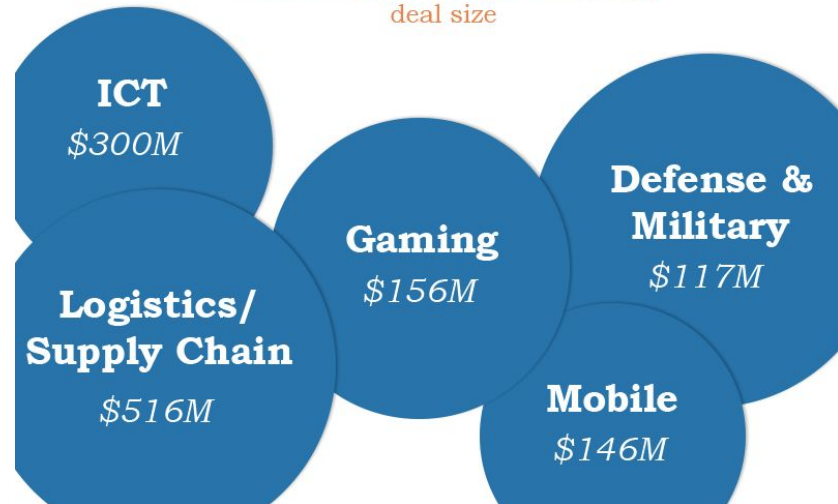 deal size
ICT
$300M
Logistics/
Supply Chain
$516M
Gaming
$156M
Defense &
Military
$117M
Mobile
$146M